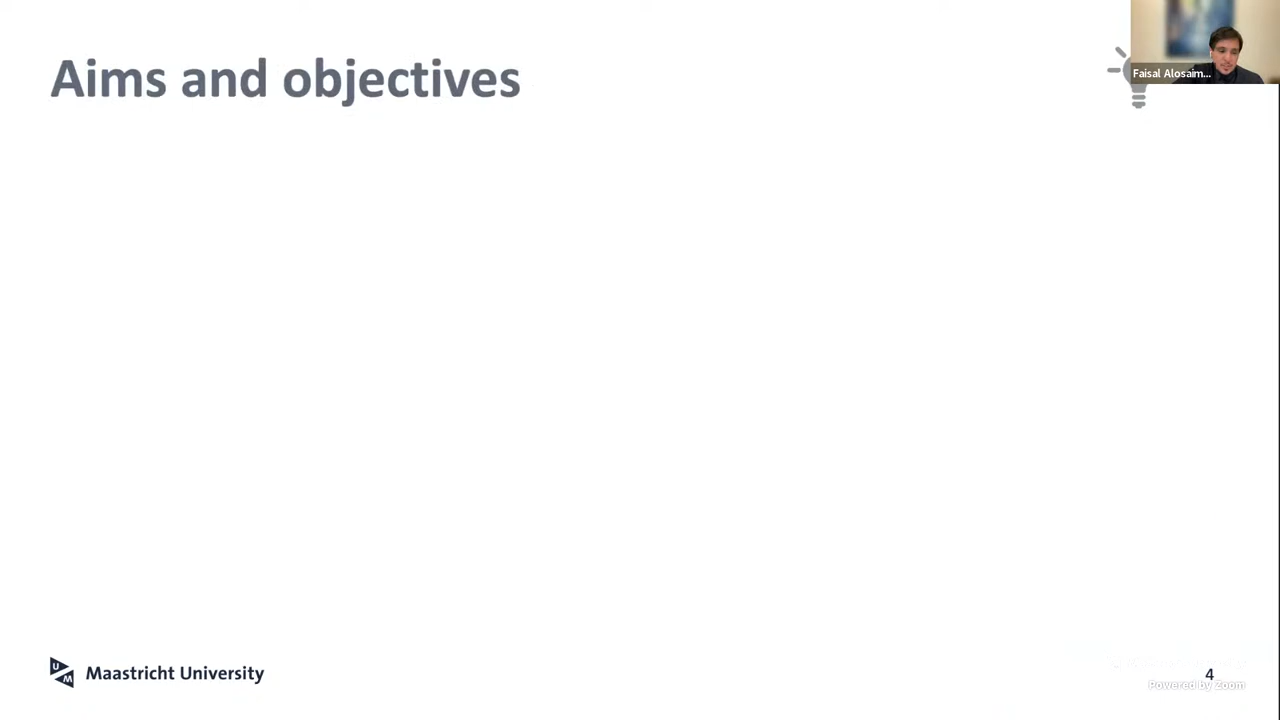 Aims and objectives
Faisal Alosaim...
U
M
Maastricht University
4
Powered by Zoom